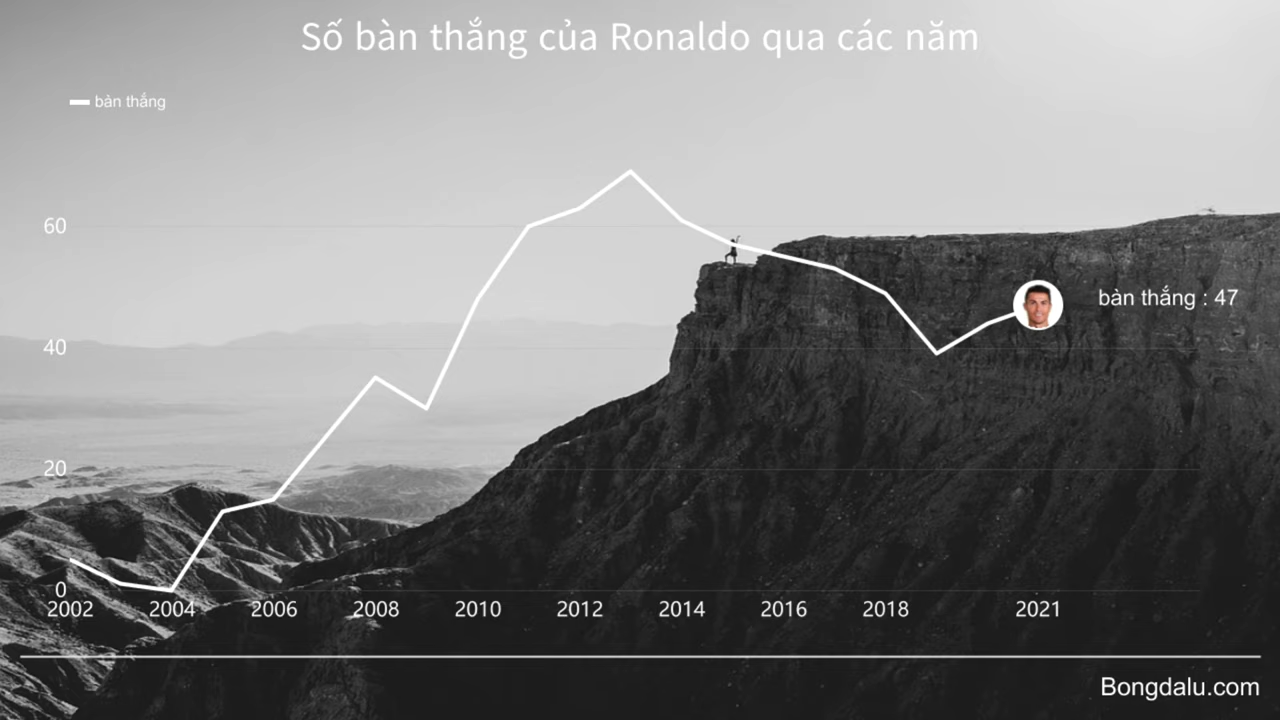 Số bàn thắng của Ronaldo qua các năm
bàn thắng
60
40
20
0
bàn thắng : 47
2002 2004 2006 2008 2010 2012 2014 2016 2018 2021
Bongdalu.com